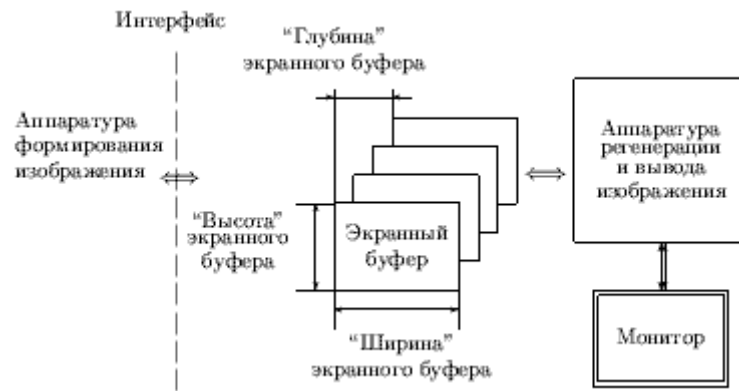 Интерфейс
“Глубина”
экранного буфера
Аппаратура
формирования
изображения
Аппаратура
регенерации
и вывода
изображения
“Высота”
экранного
буфера
Экранный
буфер
“Ширина”
экранного буфера
Монитор